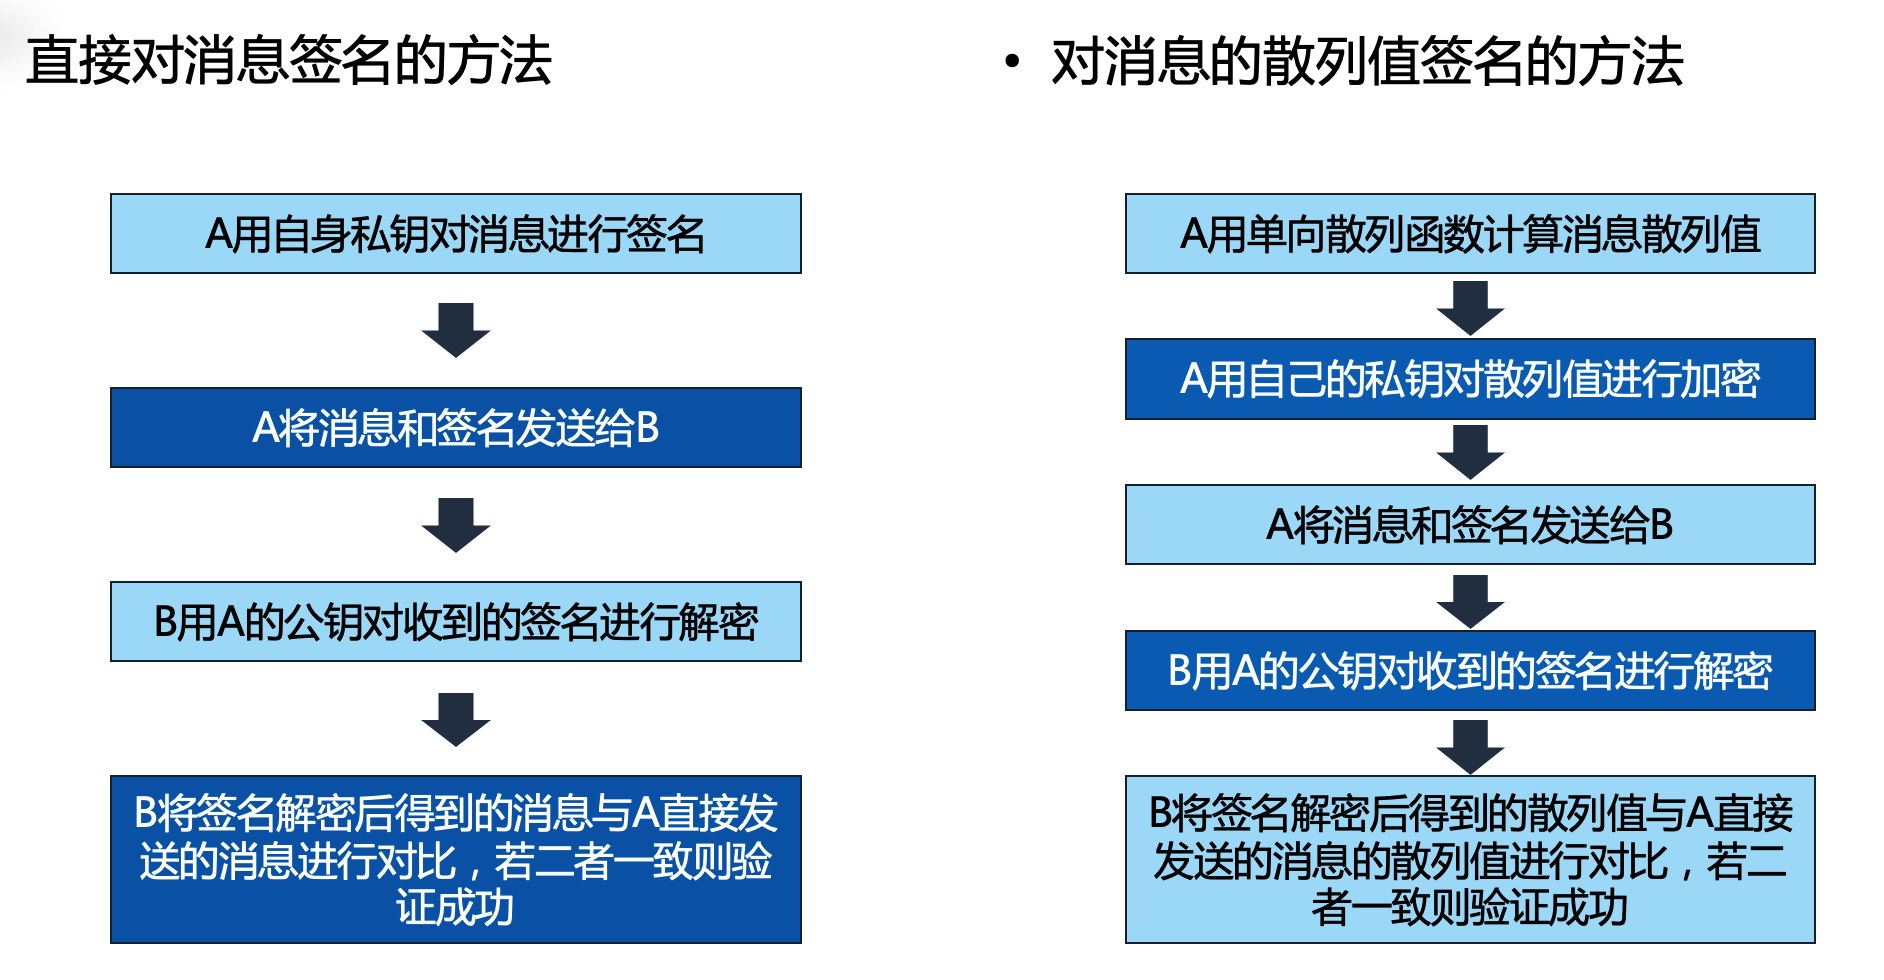 直接对消息签名的方法
A用自身私钥对消息进行签名
A将消息和签名发送给B
B用A的公钥对收到的签名进行解密
B将签名解密后得到的消息与A直接发
送的消息进行对比，若二者一致则验
证成功
• 对消息的散列值签名的方法
A用单向散列函数计算消息散列值
A用自己的私钥对散列值进行加密
A将消息和签名发送给B
B用A的公钥对收到的签名进行解密
B将签名解密后得到的散列值与A直接
发送的消息的散列值进行对比，若二
者一致则验证成功